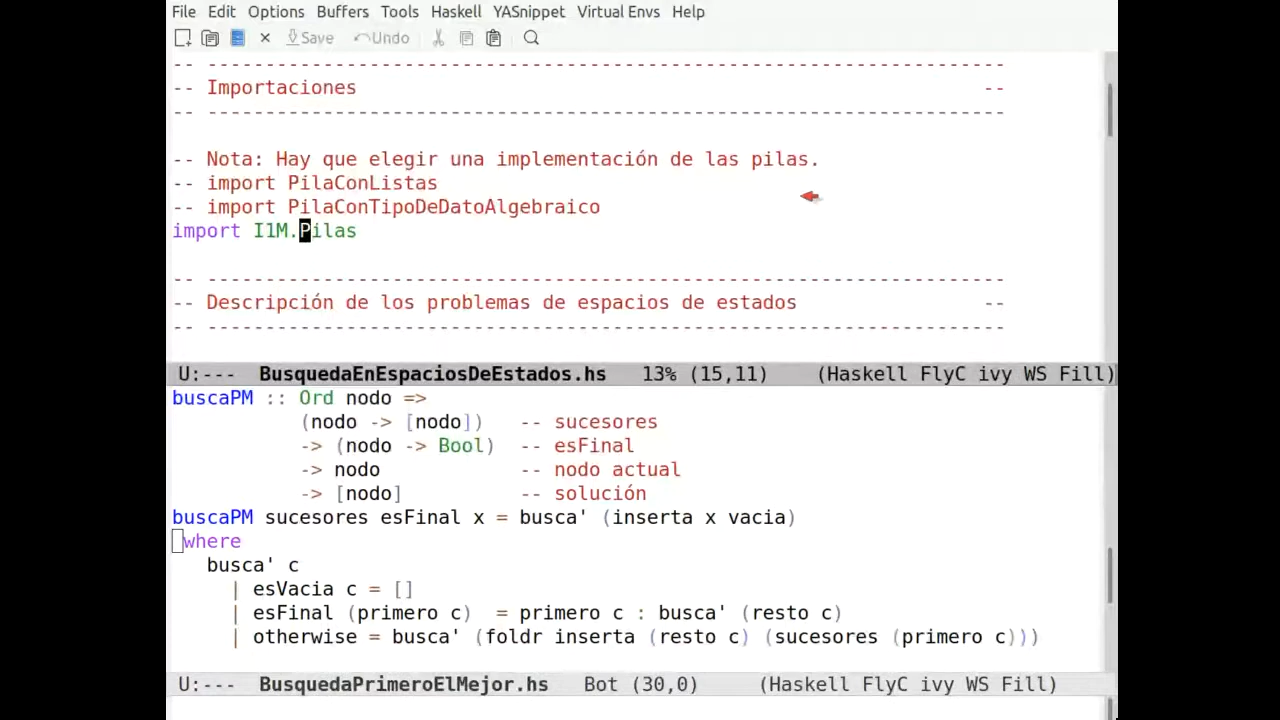 File Edit Options Buffers Tools Haskell YASnippet Virtual Envs Help
Save Undo
-- ---------------------------------------------------------------------
-- Importaciones --
-- ---------------------------------------------------------------------
-- Nota: Hay que elegir una implementación de las pilas.
-- import PilaConListas
-- import PilaConTipoDeDatoAlgebraico
import I1M.Pilas
-- ---------------------------------------------------------------------
-- Descripción de los problemas de espacios de estados --
-- ---------------------------------------------------------------------
U:--- BusquedaEnEspaciosDeEstados.hs 13% (15,11) (Haskell FlyC ivy WS Fill)
buscaPM :: Ord nodo =>
(nodo -> [nodo]) -- sucesores
-> (nodo -> Bool) -- esFinal
-> nodo -- nodo actual
-> [nodo] -- solución
buscaPM sucesores esFinal x = busca' (inserta x vacia)
where
busca' c
| esVacia c = []
| esFinal (primero c) = primero c : busca' (resto c)
| otherwise = busca' (foldr inserta (resto c) (sucesores (primero c)))
U:--- BusquedaPrimeroElMejor.hs Bot (30,0) (Haskell FlyC ivy WS Fill)